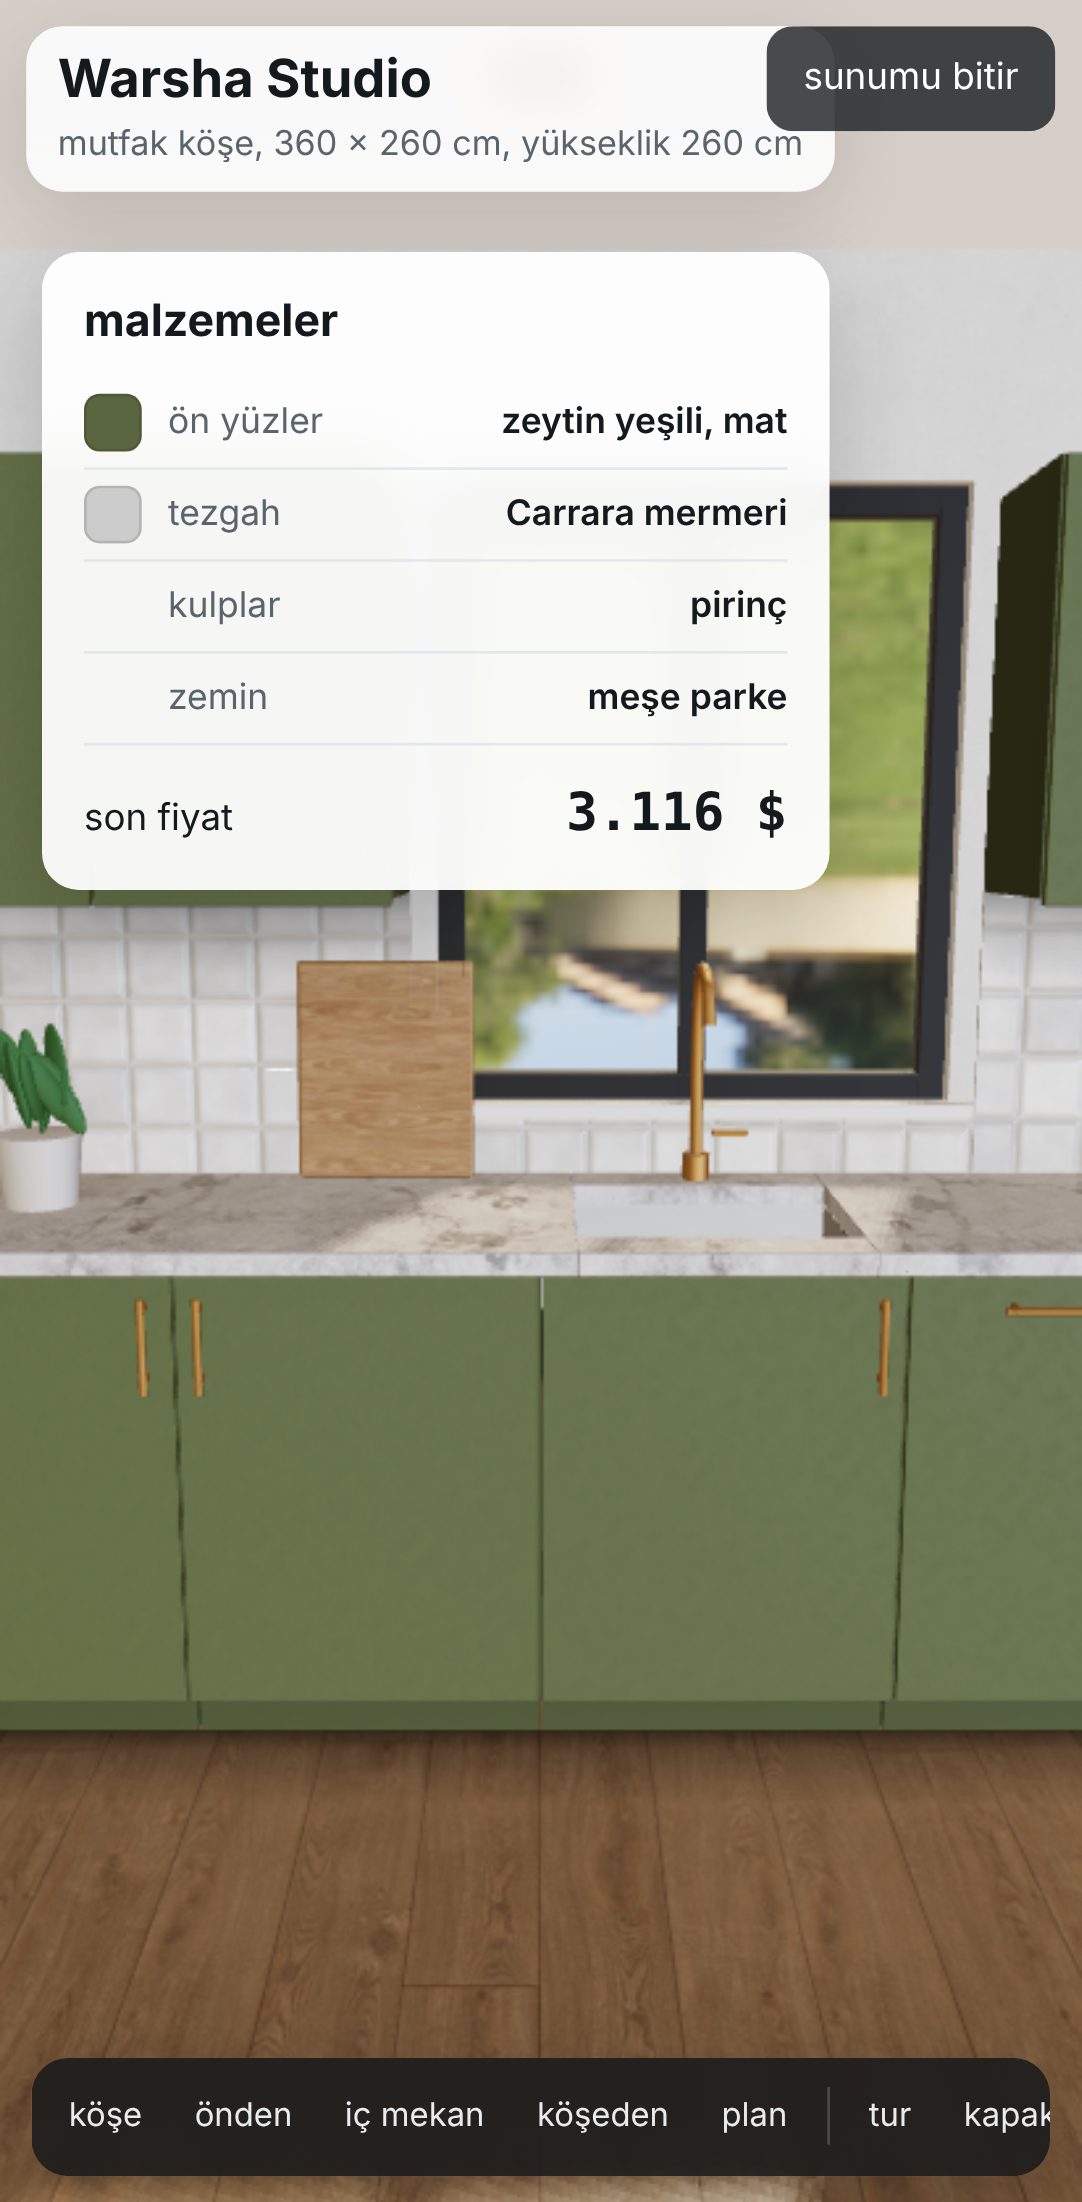 Warsha Studio
sunumu bitir
mutfak köşe, 360 × 260 cm, yükseklik 260 cm
malzemeler
ön yüzler zeytin yeşili, mat
tezgah Carrara mermeri
kulplar pirinç
zemin meşe parke
son fiyat 3.116 $
köşe önden iç mekan köşeden plan tur kapak